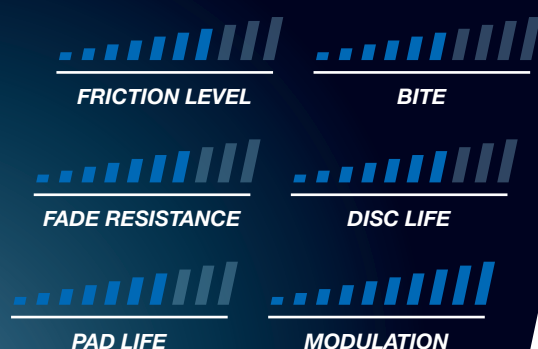 FRICTION LEVEL
BITE
FADE RESISTANCE
DISC LIFE
PAD LIFE
MODULATION